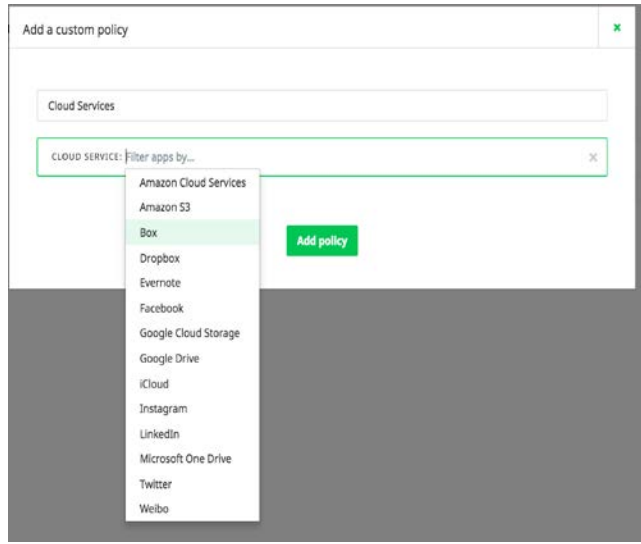 Add a custom policy
Cloud Services
CLOUD SERVICE: Filter apps by...
Amazon Cloud Services
Amazon S3
Box
Add policy
Dropbox
Evernote
Facebook
Google Cloud Storage
Google Drive
iCloud
Instagram
LinkedIn
Microsoft One Drive
Twitter
Weibo